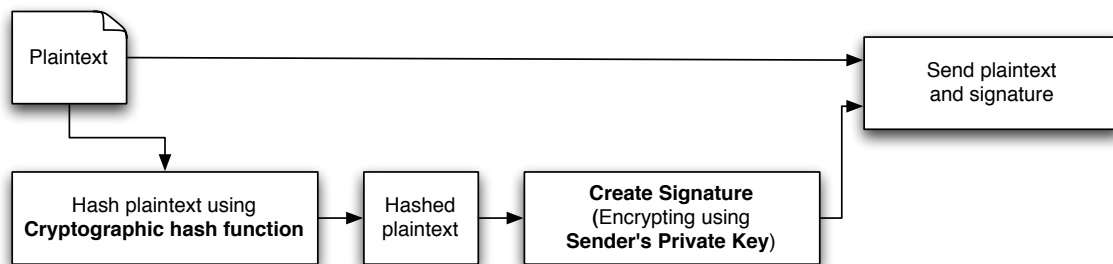 Plaintext
Send plaintext
and signature
Hash plaintext using
Cryptographic hash function
Hashed
plaintext
Create Signature
(Encrypting using
Sender's Private Key)